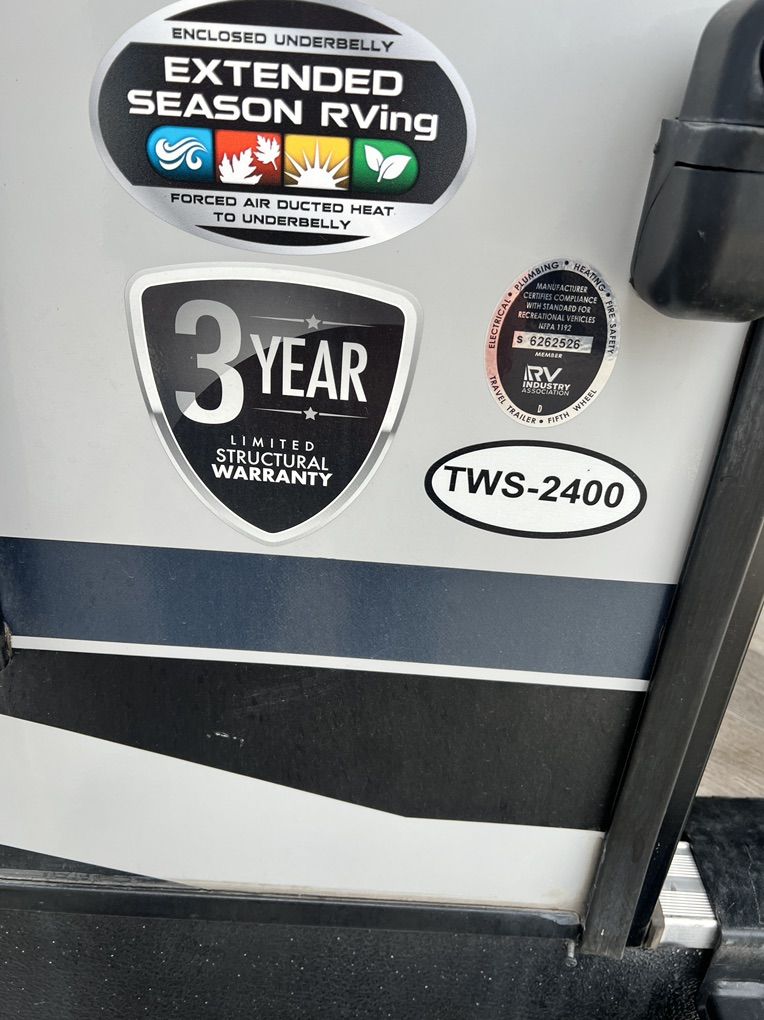 ENCLOSED UNDERBELLY
EXTENDED
SEASON RVing
FORCED AIR DUCTED HEAT
TO UNDERBELLY
3 YEAR
LIMITED
STRUCTURAL
WARRANTY
ELECTRICAL • PLUMBING • HEATING • FIRE SAFETY
MANUFACTURER
CERTIFIES COMPLIANCE
WITH STANDARD FOR
RECREATIONAL VEHICLES
NFPA 1192
S 6262526
MEMBER
RV
INDUSTRY
ASSOCIATION
D
TRAVEL TRAILER • FIFTH WHEEL
TWS-2400